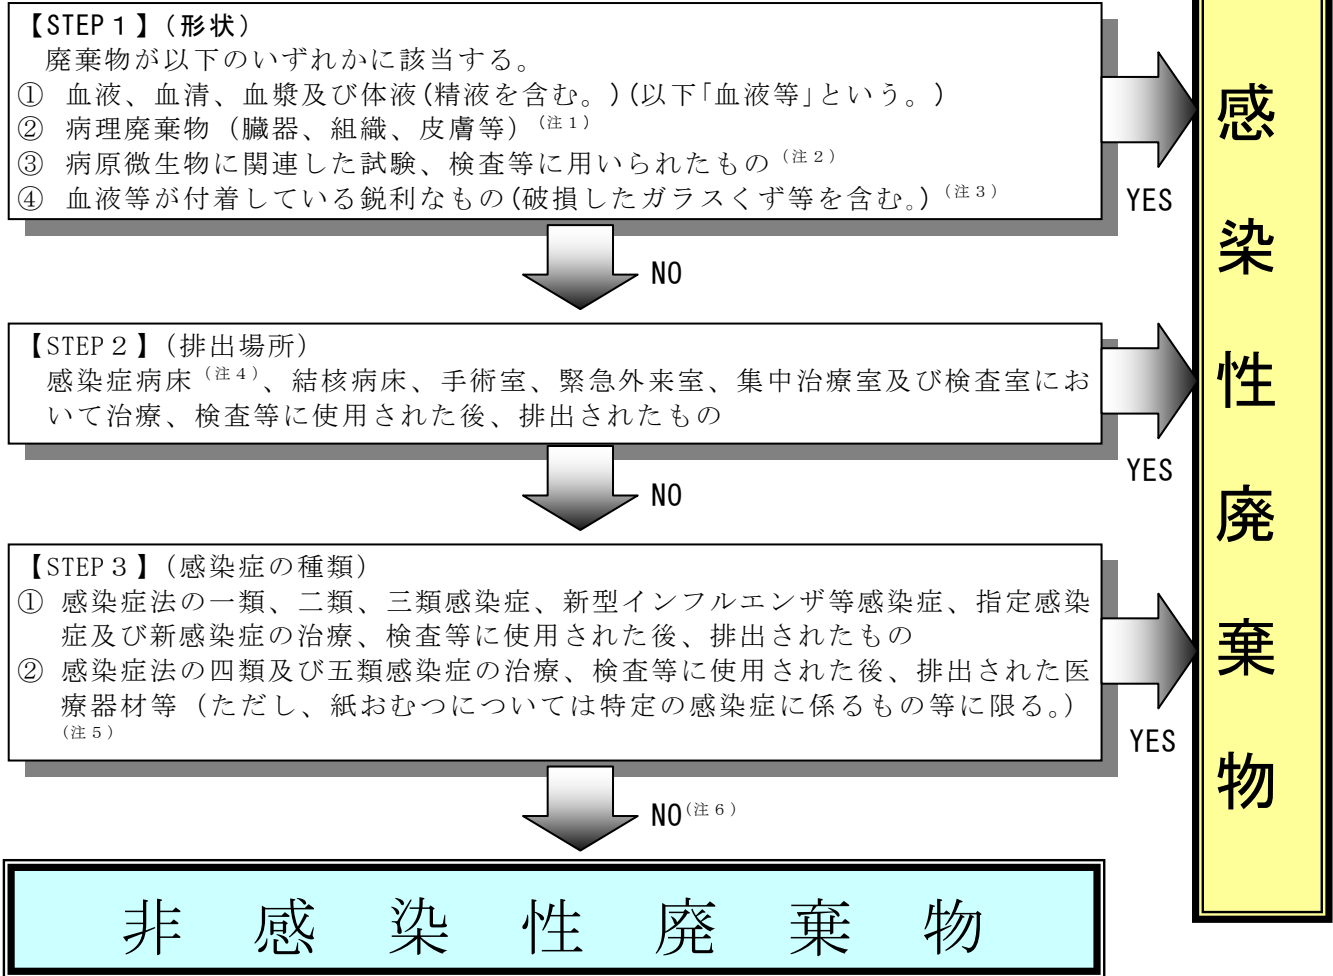 【STEP１】(形状)
廃棄物が以下のいずれかに該当する。
① 血液、血清、血漿及び体液(精液を含む。)(以下「血液等」という。)
② 病理廃棄物（臓器、組織、皮膚等）(注１)
③ 病原微生物に関連した試験、検査等に用いられたもの(注２)
④ 血液等が付着している鋭利なもの(破損したガラスくず等を含む。)(注３)
YES
NO
【STEP２】(排出場所)
感染症病床(注４)、結核病床、手術室、緊急外来室、集中治療室及び検査室にお
いて治療、検査等に使用された後、排出されたもの
YES
NO
【STEP３】(感染症の種類)
① 感染症法の一類、二類、三類感染症、新型インフルエンザ等感染症、指定感染
症及び新感染症の治療、検査等に使用された後、排出されたもの
② 感染症法の四類及び五類感染症の治療、検査等に使用された後、排出された医
療器材等（ただし、紙おむつについては特定の感染症に係るもの等に限る。）
(注５)
YES
NO(注６)
感染性廃棄物
非感染性廃棄物